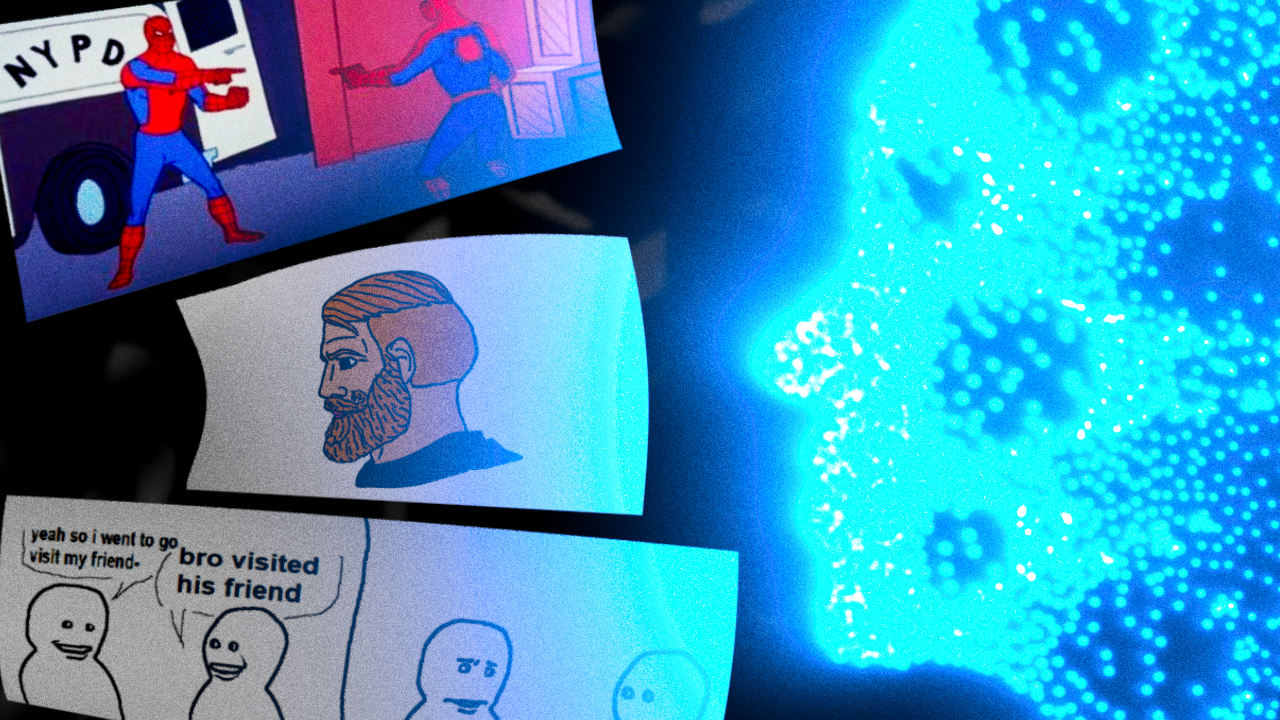 NYPD
yeah so i went to go
visit my friend-
bro visited
his friend